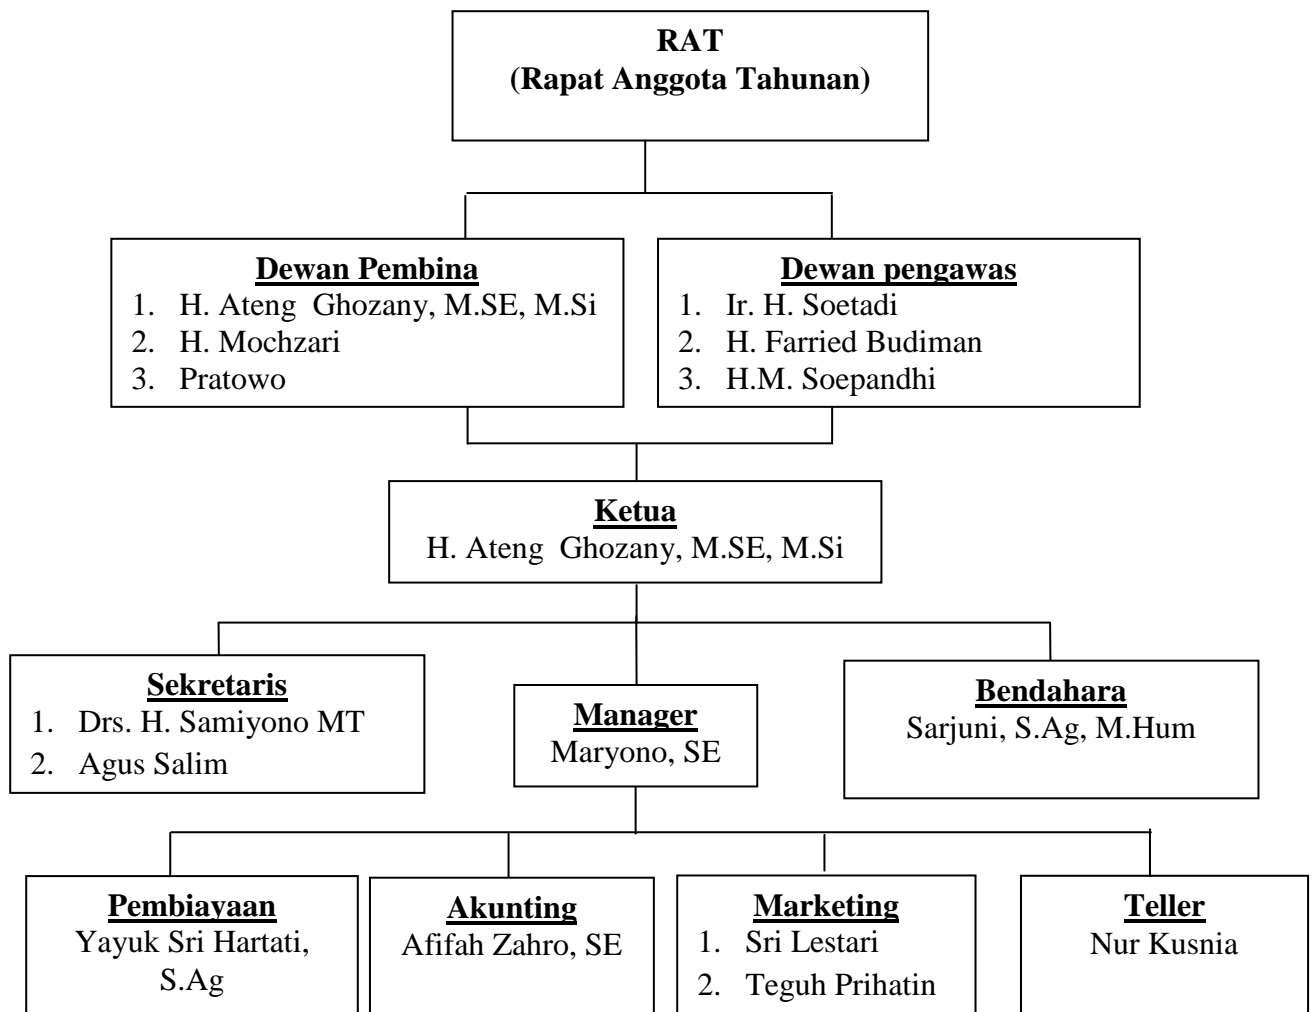 RAT
(Rapat Anggota Tahunan)
Dewan Pembina
1. H. Ateng  Ghozany, M.SE, M.Si
2. H. Mochzari
3. Pratowo
Dewan pengawas
1. Ir. H. Soetadi
2. H. Farried Budiman
3. H.M. Soepandhi
Ketua
H. Ateng  Ghozany, M.SE, M.Si
Sekretaris
1. Drs. H. Samiyono MT
2. Agus Salim
Manager
Maryono, SE
Bendahara
Sarjuni, S.Ag, M.Hum
Pembiayaan
Yayuk Sri Hartati,
S.Ag
Akunting
Afifah Zahro, SE
Marketing
1. Sri Lestari
2. Teguh Prihatin
Teller
Nur Kusnia